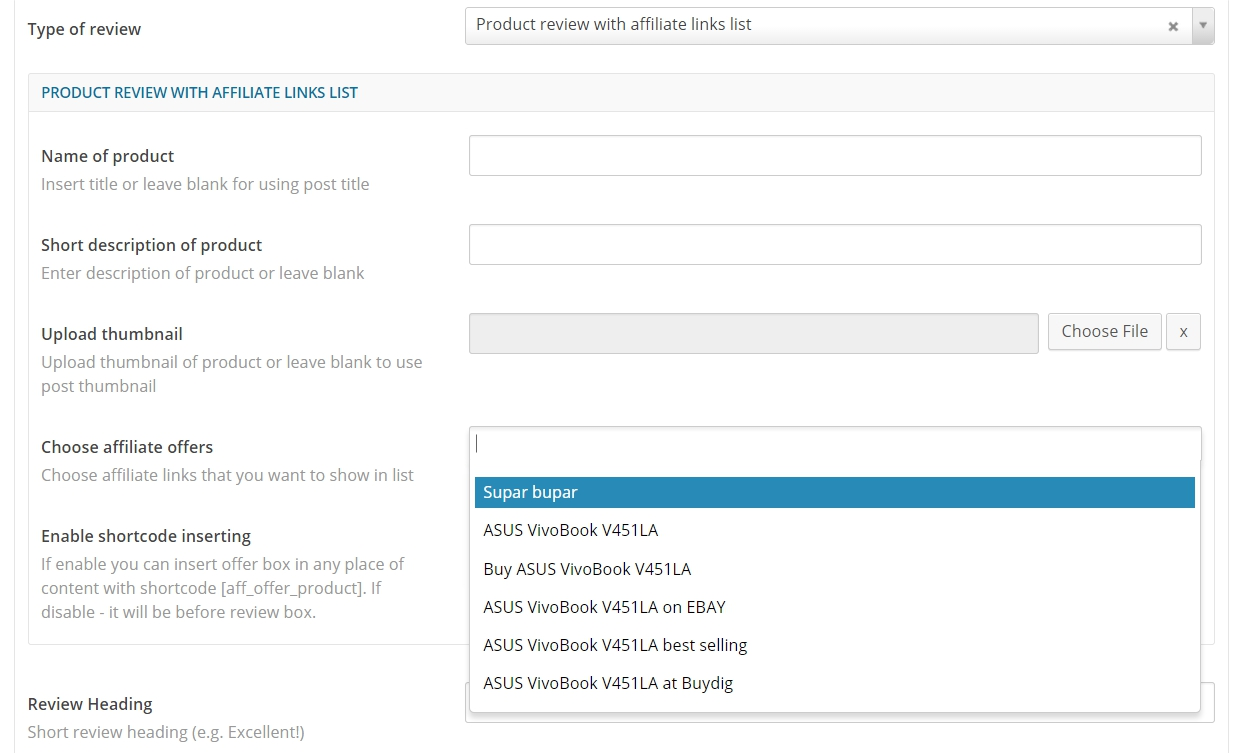 Type of review
Product review with affiliate links list
PRODUCT REVIEW WITH AFFILIATE LINKS LIST
Name of product
Insert title or leave blank for using post title
Short description of product
Enter description of product or leave blank
Upload thumbnail
Choose File
x
Upload thumbnail of product or leave blank to use
post thumbnail
Choose affiliate offers
Choose affiliate links that you want to show in list
Supar bupar
ASUS VivoBook V451LA
Buy ASUS VivoBook V451LA
ASUS VivoBook V451LA on EBAY
ASUS VivoBook V451LA best selling
ASUS VivoBook V451LA at Buydig
Enable shortcode inserting
If enable you can insert offer box in any place of
content with shortcode [aff_offer_product]. If
disable - it will be before review box.
Review Heading
Short review heading (e.g. Excellent!)